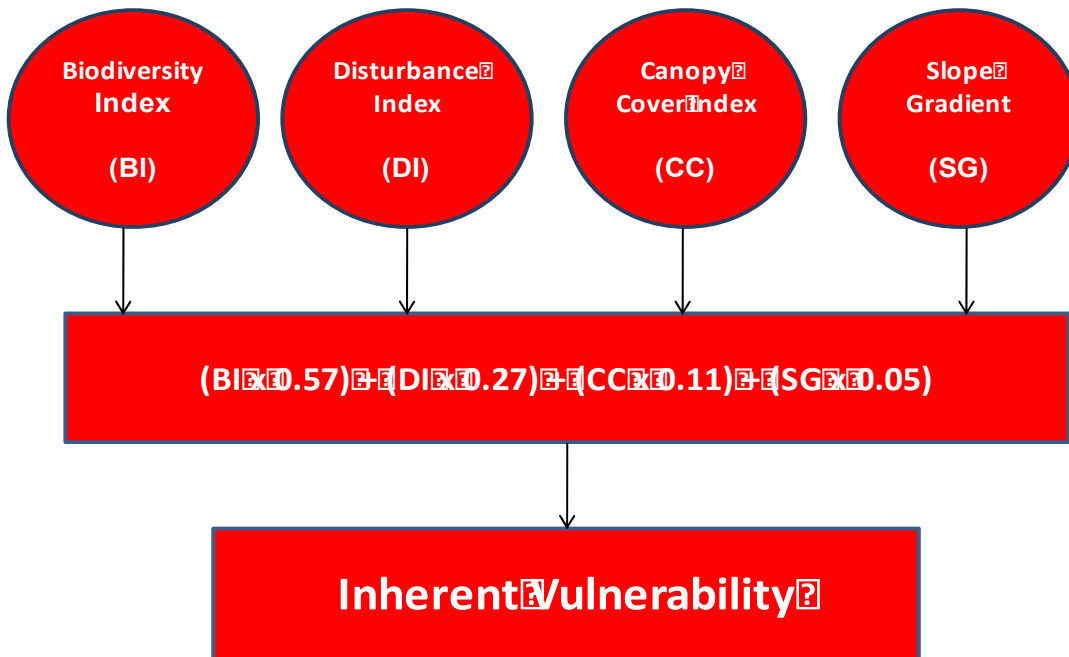 Biodiversity
Index
(BI)
Disturbance
Index
(DI)
Canopy
Cover Index
(CC)
Slope
Gradient
(SG)
(BI x 0.57) + (DI x 0.27) + (CC x 0.11) + (SG x 0.05)
Inherent Vulnerability